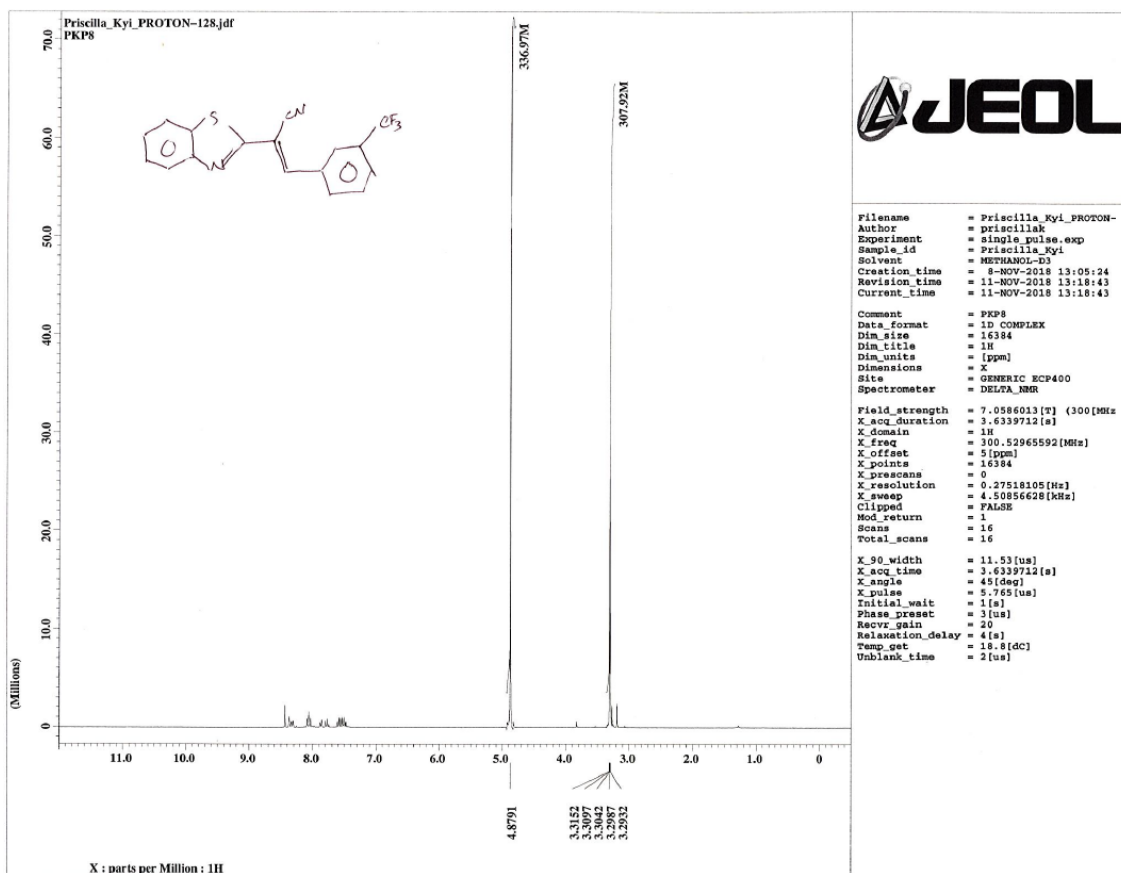 Priscilla_Kyi_PROTON-128.jdf
PKP8
S
N
CN
CF3
336.97M
307.92M
(Millions)
70.0
60.0
50.0
40.0
30.0
20.0
10.0
0
11.0 10.0 9.0 8.0 7.0 6.0 5.0 4.0 3.0 2.0 1.0 0
4.8791
3.3152
3.3097
3.3042
3.2987
3.2932
X : parts per Million : 1H
JEOL
Filename = Priscilla_Kyi_PROTON-
Author = priscillak
Experiment = single_pulse.exp
Sample_id = Priscilla_Kyi
Solvent = METHANOL-D3
Creation_time = 8-NOV-2018 13:05:24
Revision_time = 11-NOV-2018 13:18:43
Current_time = 11-NOV-2018 13:18:43
Comment = PKP8
Data_format = 1D COMPLEX
Dim_size = 16384
Dim_title = 1H
Dim_units = [ppm]
Dimensions = X
Site = GENERIC ECP400
Spectrometer = DELTA_NMR
Field_strength = 7.0586013[T] (300[MHz
X_acq_duration = 3.6339712[s]
X_domain = 1H
X_freq = 300.52965592[MHz]
X_offset = 5[ppm]
X_points = 16384
X_prescans = 0
X_resolution = 0.27518105[Hz]
X_sweep = 4.50856628[kHz]
Clipped = FALSE
Mod_return = 1
Scans = 16
Total_scans = 16
X_90_width = 11.53[us]
X_acq_time = 3.6339712[s]
X_angle = 45[deg]
X_pulse = 5.765[us]
Initial_wait = 1[s]
Phase_preset = 3[us]
Recvr_gain = 20
Relaxation_delay = 4[s]
Temp_get = 18.8[dC]
Unblank_time = 2[us]